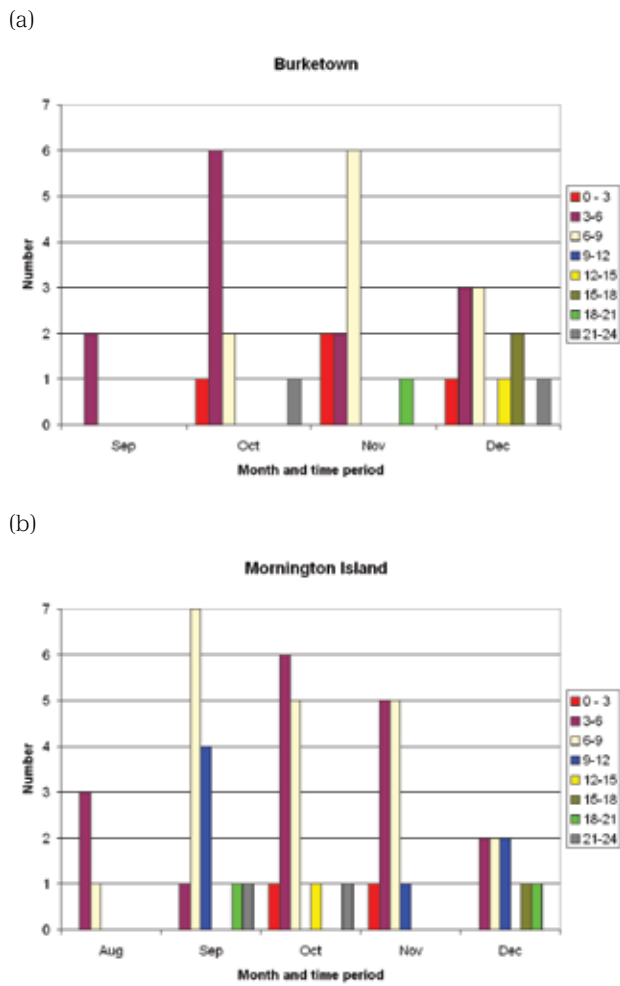 (a)
Burketown
7
6
5
4
3
2
1
0
Number
Sep Oct Nov Dec
Month and time period
0 - 3
3-6
6-9
9-12
12-15
15-18
18-21
21-24
(b)
Mornington Island
7
6
5
4
3
2
1
0
Number
Aug Sep Oct Nov Dec
Month and time period
0 - 3
3-6
6-9
9-12
12-15
15-18
18-21
21-24